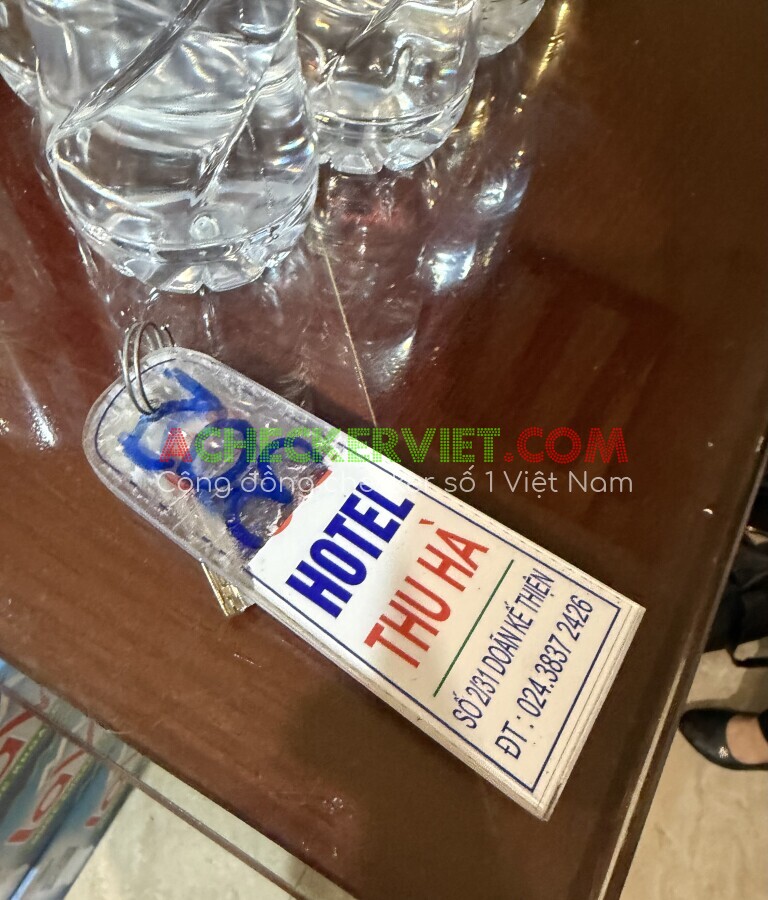 ACHECKERVIET.COM
Cộng đồng checker số 1 Việt Nam
HOTEL
THU HÀ
SỐ 2/31 DOÃN KẾ THIỆN
ĐT : 024.3837 2426